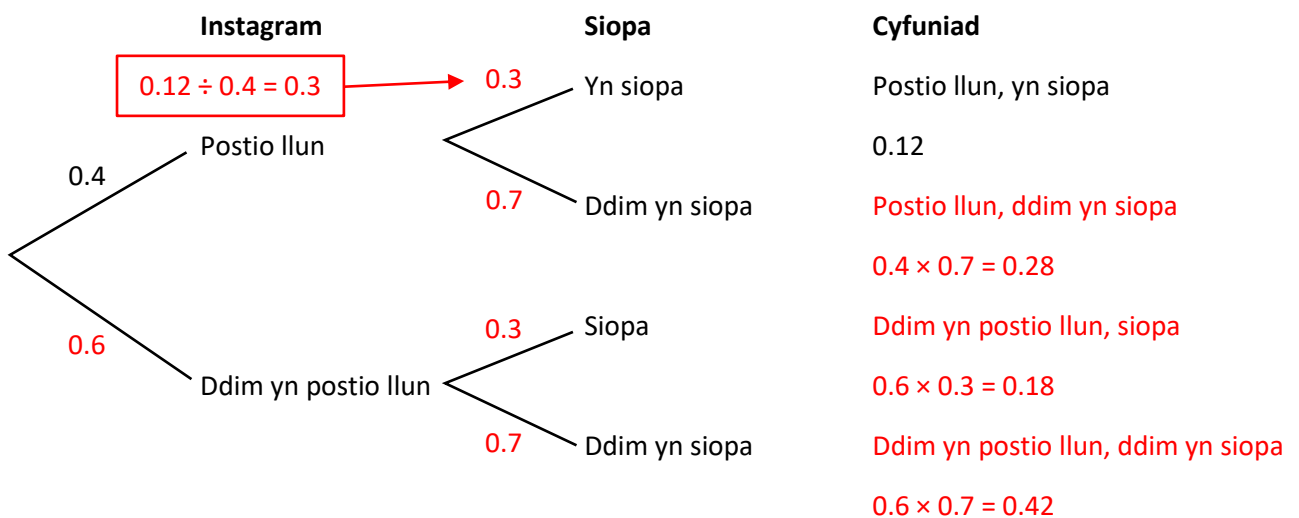 Instagram Siopa Cyfuniad
0.12 ÷ 0.4 = 0.3 0.3 Yn siopa Postio llun, yn siopa
Postio llun 0.12
0.4
0.7 Ddim yn siopa Postio llun, ddim yn siopa
0.4 × 0.7 = 0.28
0.3 Siopa Ddim yn postio llun, siopa
0.6
Ddim yn postio llun 0.6 × 0.3 = 0.18
0.7 Ddim yn siopa Ddim yn postio llun, ddim yn siopa
0.6 × 0.7 = 0.42